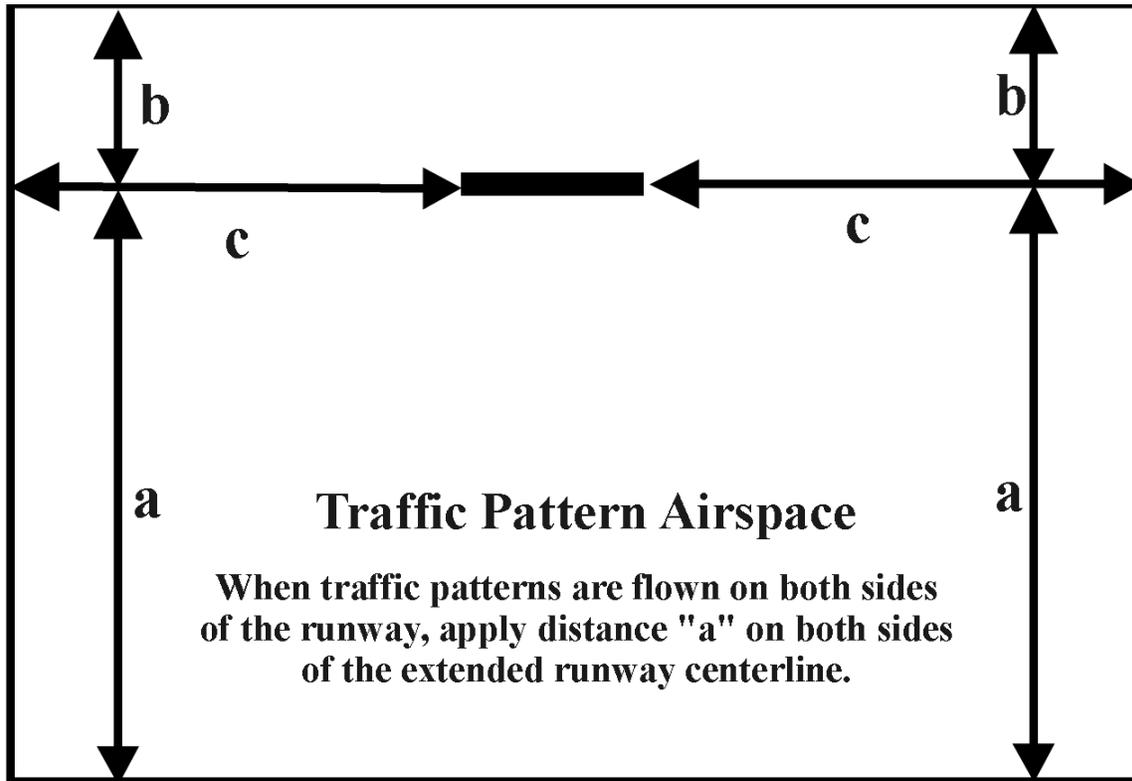 b
b
c
c
a
a
Traffic Pattern Airspace
When traffic patterns are flown on both sides
of the runway, apply distance "a" on both sides
of the extended runway centerline.